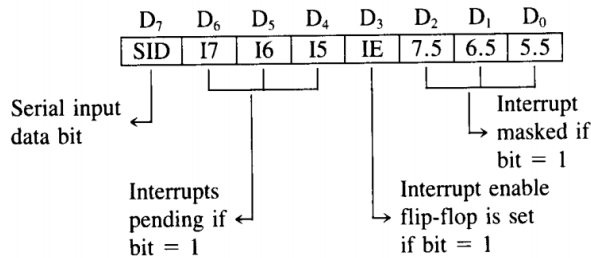 D₇ D₆ D₅ D₄ D₃ D₂ D₁ D₀
SID I7 I6 I5 IE 7.5 6.5 5.5
Serial input
data bit
Interrupt
masked if
bit = 1
Interrupts
pending if
bit = 1
Interrupt enable
flip-flop is set
if bit = 1